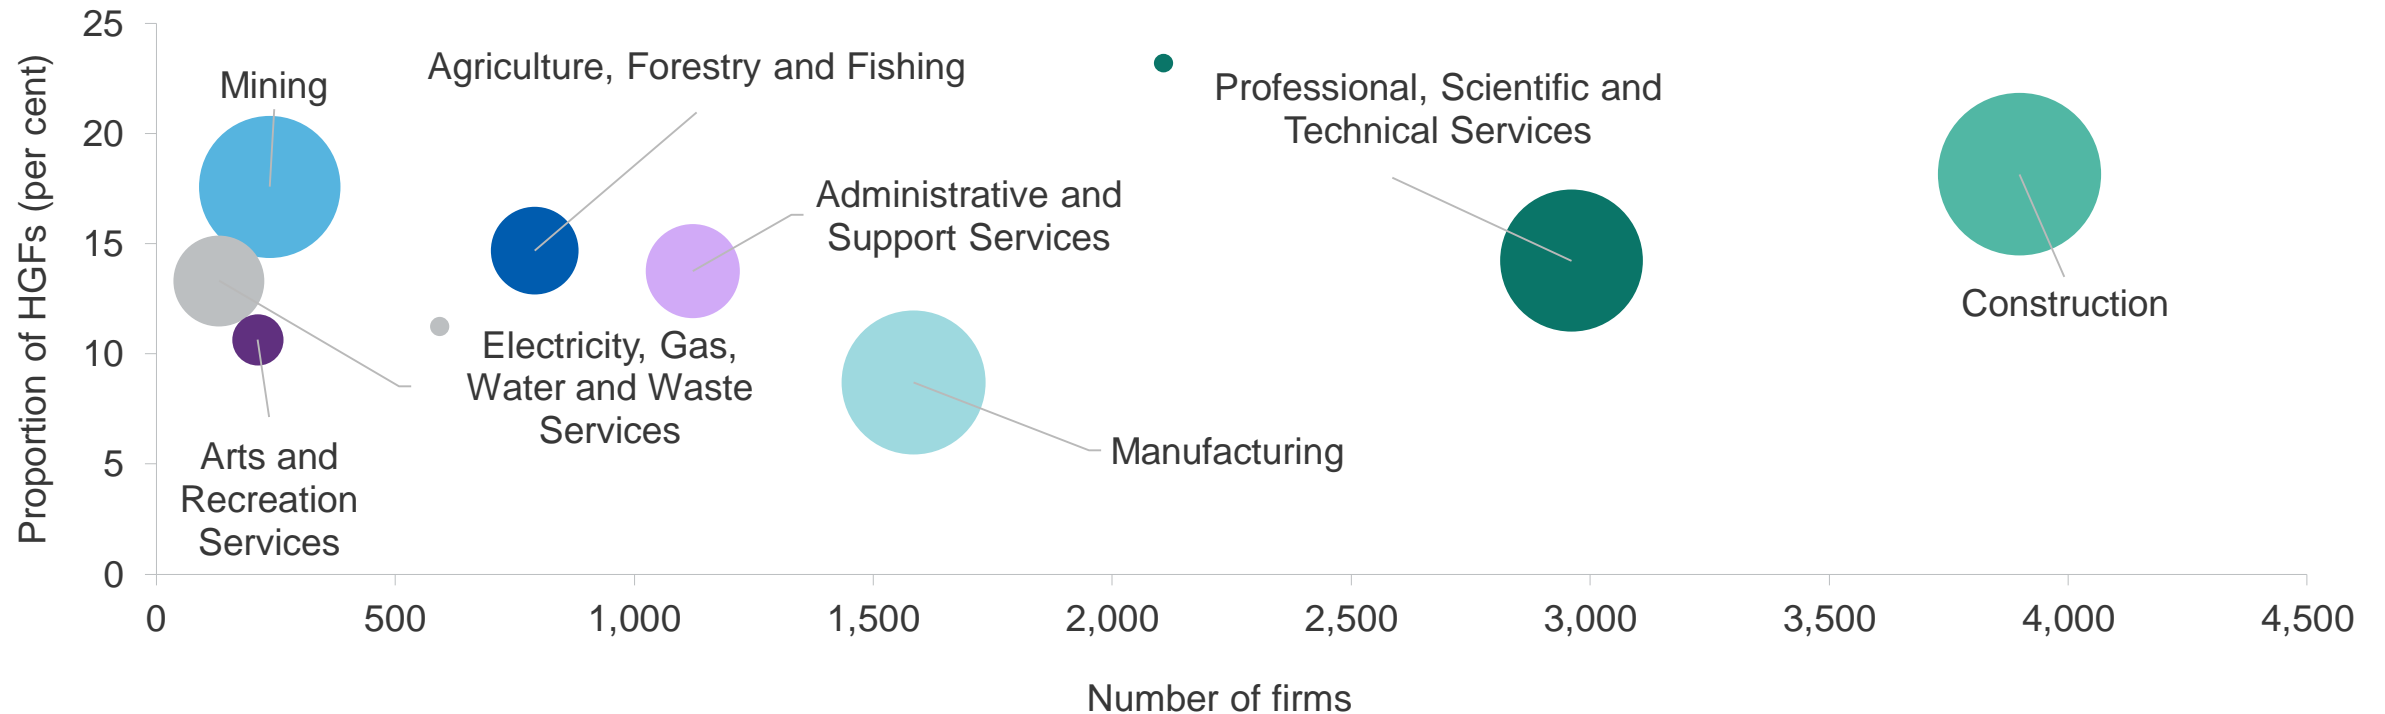 Proportion of HGFs (per cent)
25
20
15
10
5
0
Mining
Agriculture, Forestry and Fishing
Professional, Scientific and
Technical Services
Administrative and
Support Services
Construction
Electricity, Gas,
Water and Waste
Services
Manufacturing
Arts and
Recreation
Services
0
500
1,000
1,500
2,000
2,500
3,000
3,500
4,000
4,500
Number of firms